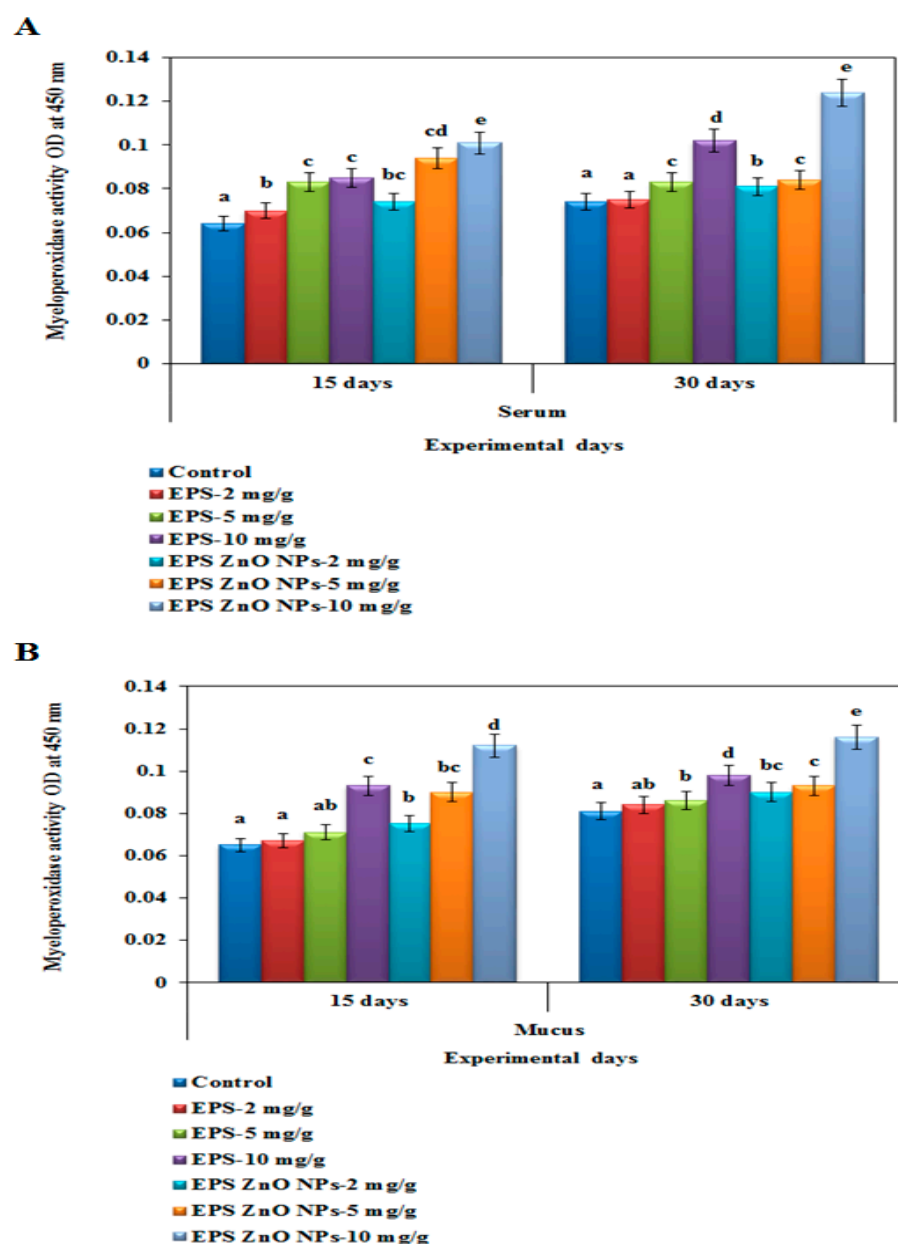 A
Myeloperoxidase activity OD at 450 nm
0.14
0.12
0.1
0.08
0.06
0.04
0.02
0
a b c c bc cd e
a a c d b c e
15 days 30 days
Serum
Experimental days
Control
EPS-2 mg/g
EPS-5 mg/g
EPS-10 mg/g
EPS ZnO NPs-2 mg/g
EPS ZnO NPs-5 mg/g
EPS ZnO NPs-10 mg/g
B
Myeloperoxidase activity OD at 450 nm
0.14
0.12
0.1
0.08
0.06
0.04
0.02
0
a a ab c b bc d
a ab b d bc c e
15 days 30 days
Mucus
Experimental days
Control
EPS-2 mg/g
EPS-5 mg/g
EPS-10 mg/g
EPS ZnO NPs-2 mg/g
EPS ZnO NPs-5 mg/g
EPS ZnO NPs-10 mg/g